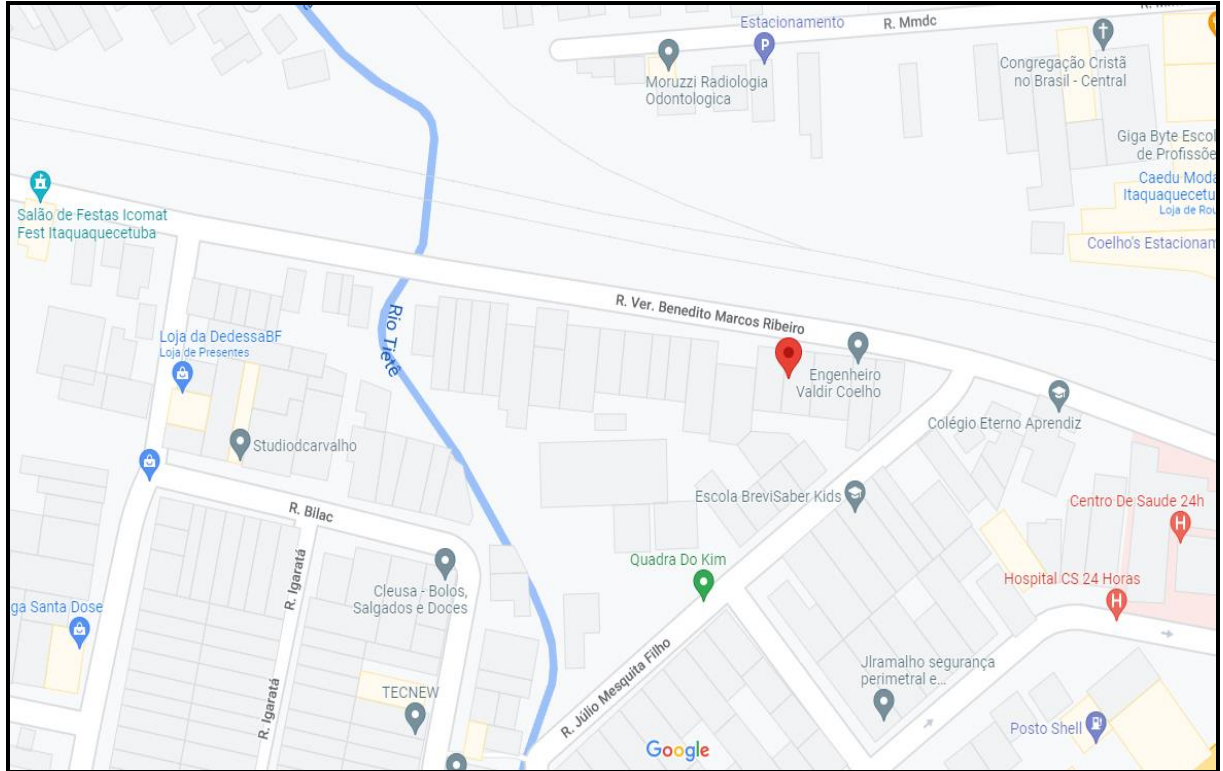 Estacionamento
R. Mmdc
Moruzzi Radiologia
Odontologica
Congregação Cristã
no Brasil - Central
Giga Byte Escol
de Profissõe
Caedu Moda
Itaquaquecetu
Loja de Rou
Coelho's Estacionam
Salão de Festas Icomat
Fest Itaquaquecetuba
R. Ver. Benedito Marcos Ribeiro
Rio Tietê
Loja da DedessaBF
Loja de Presentes
Engenheiro
Valdir Coelho
Colégio Eterno Aprendiz
Studiodcarvalho
Escola BreviSaber Kids
Centro De Saude 24h
R. Bilac
Quadra Do Kim
Hospital CS 24 Horas
R. Igaratá
Cleusa - Bolos,
Salgados e Doces
ga Santa Dose
R. Júlio Mesquita Filho
Jlramalho segurança
perimetral e...
R. Igaratá
TECNEW
Posto Shell
Google